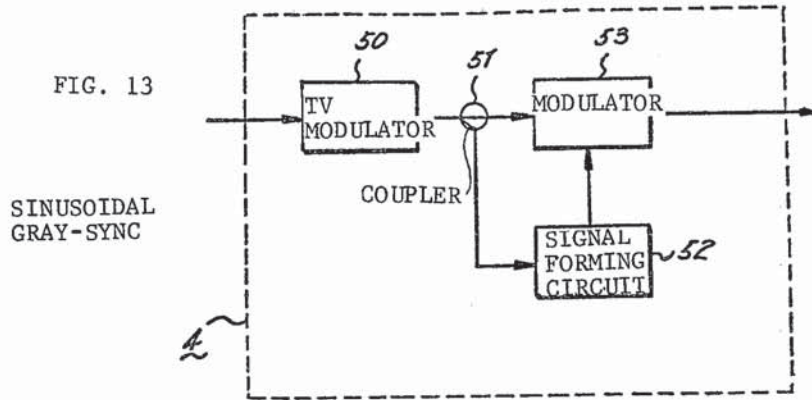 FIG. 13
50
51
53
TV
MODULATOR
MODULATOR
COUPLER
SINUSOIDAL
GRAY-SYNC
SIGNAL
FORMING
CIRCUIT
52
4